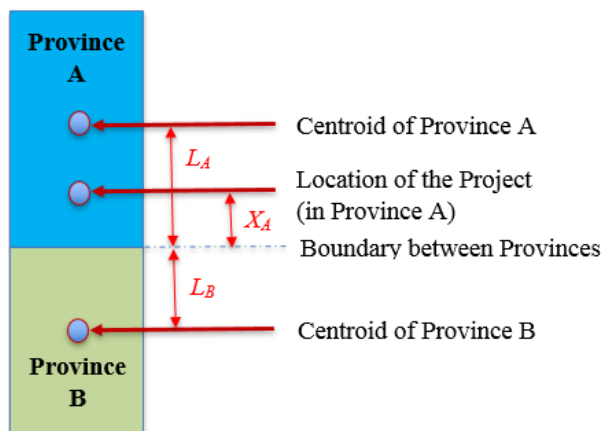 Province
A
Centroid of Province A
L_A
Location of the Project
(in Province A)
X_A
Boundary between Provinces
L_B
Centroid of Province B
Province
B